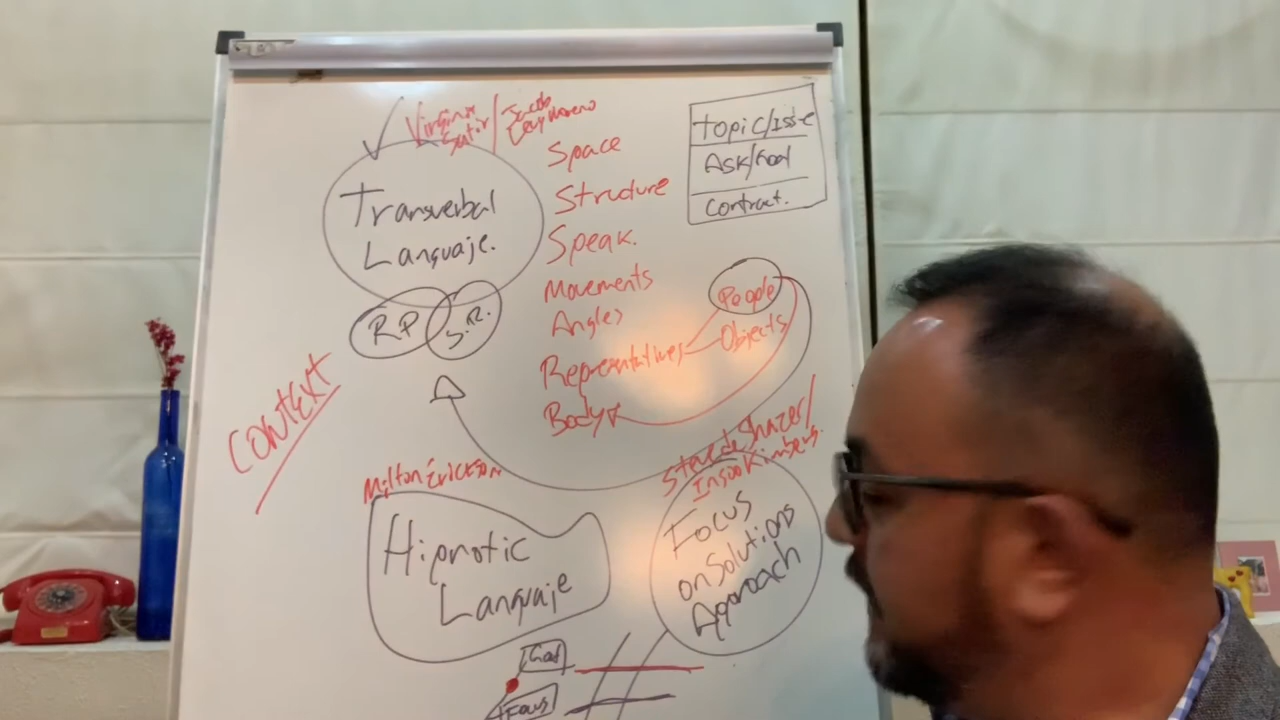 Virginia
Satir/
Jacob
Levy Moreno
Transverbal
Languaje.
R.P
S.R.
Space
Structure
Speak.
Movements
Angles
Representatives
Body
People
Objects
Topic/Issue
Ask/Goal
Contract.
CONTEXT
Milton Erickson
Hipnotic
Languaje
Steve de Shazer/
Insoo Kim berg.
Focus
on Solutions
Approach
Goal
Focus